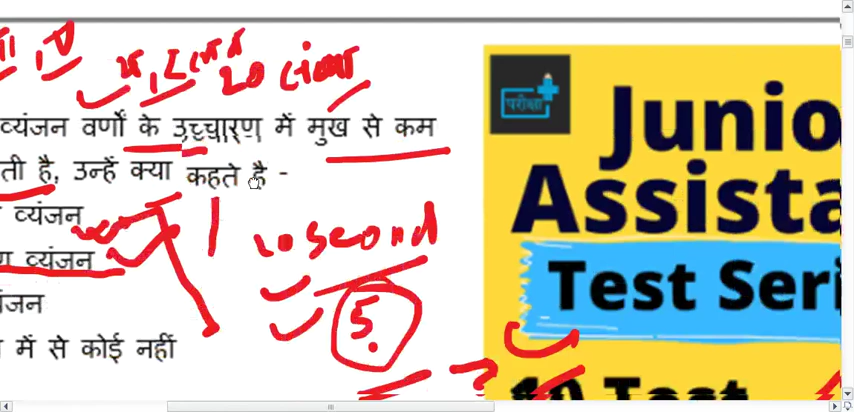 20 Second
व्यंजन वर्णों के उच्चारण में मुख से कम
ती है, उन्हें क्या कहते है -
व्यंजन
व्यंजन
यंजन
में से कोई नहीं
5.
परीक्षा
Junio
Assista
Test Seri
10 Test